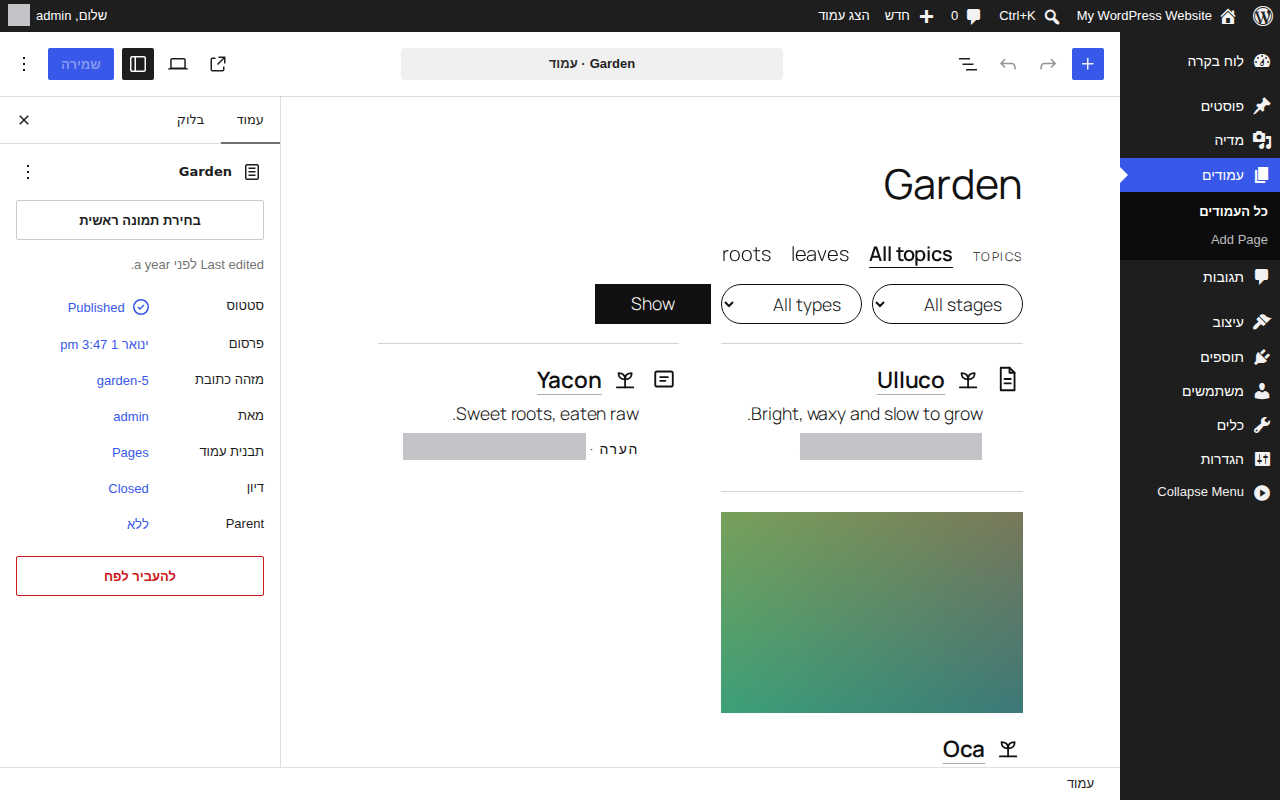 My WordPress Website
Ctrl+K
0
חדש
הצג עמוד
שלום, admin
לוח בקרה
פוסטים
מדיה
עמודים
כל העמודים
Add Page
תגובות
עיצוב
תוספים
משתמשים
כלים
הגדרות
Collapse Menu
Garden · עמוד
שמירה
Garden
TOPICS All topics leaves roots
All stages All types Show
Ulluco
Bright, waxy and slow to grow.
Yacon
Sweet roots, eaten raw.
הערה ·
Oca
עמוד
בלוק
Garden
בחירת תמונה ראשית
Last edited לפני a year.
סטטוס Published
פרסום ינואר 1 3:47 pm
מזהה כתובת garden-5
מאת admin
תבנית עמוד Pages
דיון Closed
Parent ללא
להעביר לפח
עמוד